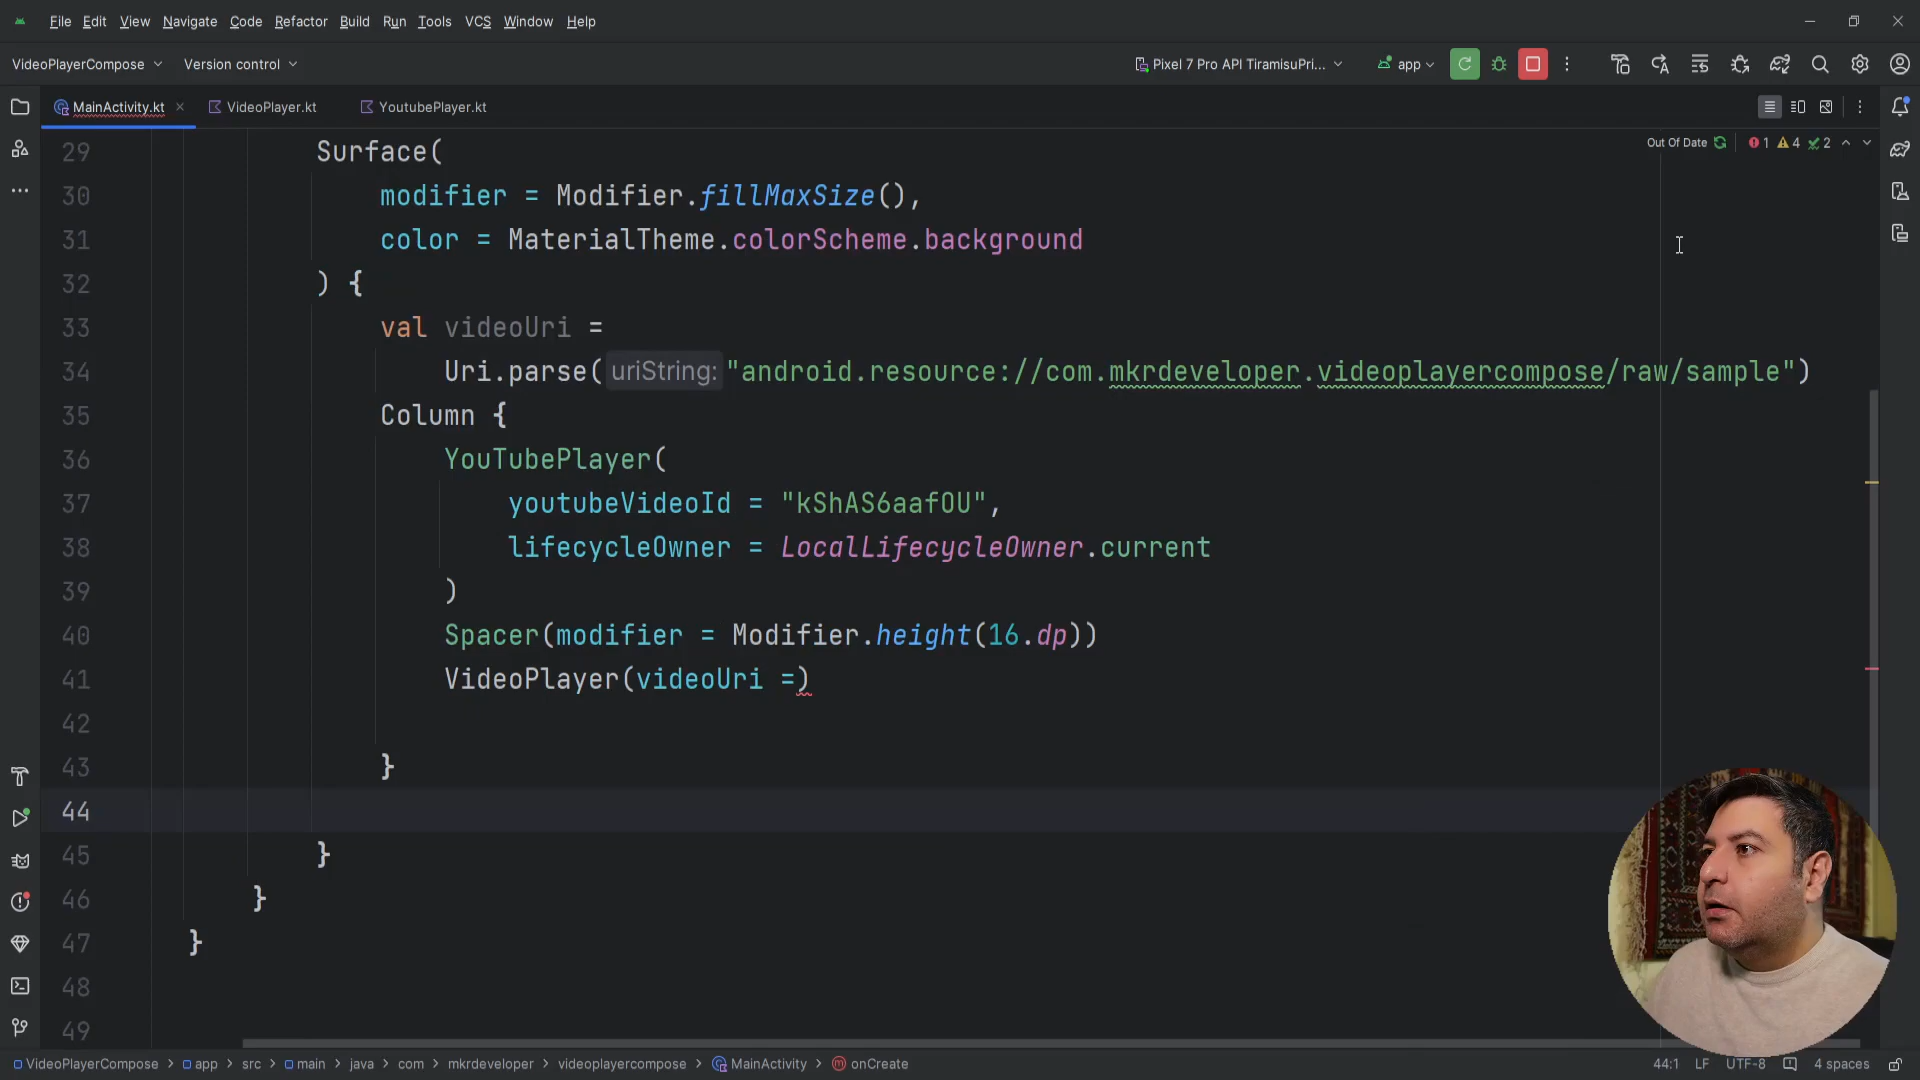 File Edit View Navigate Code Refactor Build Run Tools VCS Window Help
VideoPlayerCompose Version control Pixel 7 Pro API TiramisuPri... app
MainActivity.kt VideoPlayer.kt YoutubePlayer.kt
Out Of Date 1 4 2
29 Surface(
30 modifier = Modifier.fillMaxSize(),
31 color = MaterialTheme.colorScheme.background
32 ) {
33 val videoUri =
34 Uri.parse( uriString: "android.resource://com.mkrdeveloper.videoplayercompose/raw/sample")
35 Column {
36 YouTubePlayer(
37 youtubeVideoId = "kShAS6aafOU",
38 lifecycleOwner = LocalLifecycleOwner.current
39 )
40 Spacer(modifier = Modifier.height(16.dp))
41 VideoPlayer(videoUri =)
42
43 }
44
45 }
46 }
47 }
48
49
VideoPlayerCompose > app > src > main > java > com > mkrdeveloper > videoplayercompose > MainActivity > onCreate 44:1 LF UTF-8 4 spaces